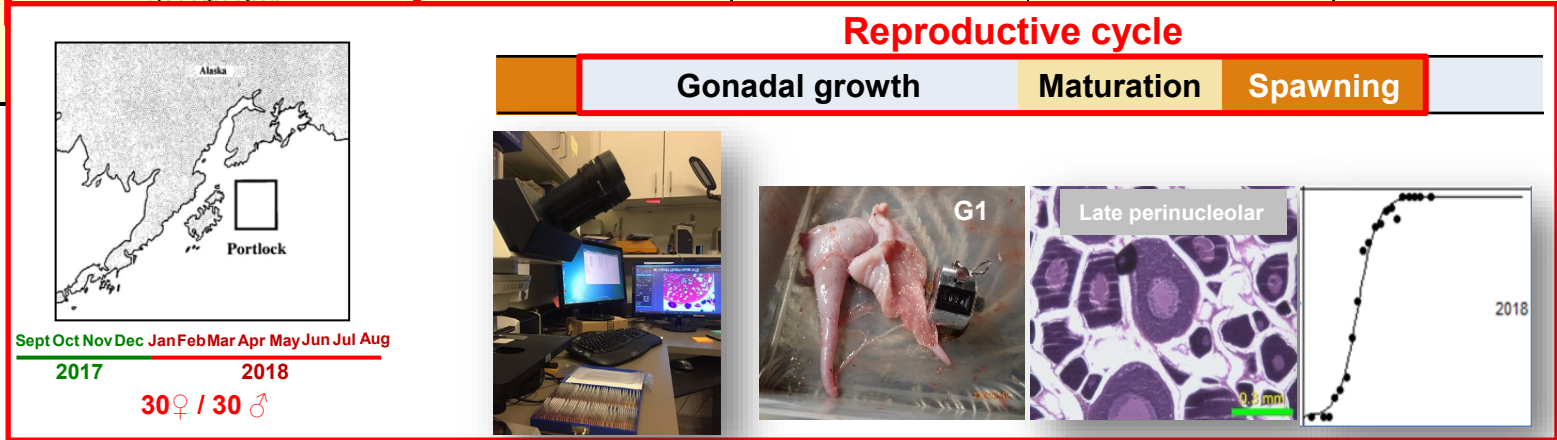 Reproductive cycle
Gonadal growth Maturation Spawning
Alaska
Portlock
Sept Oct Nov Dec Jan Feb Mar Apr May Jun Jul Aug
2017 2018
30♀ / 30 ♂
G1
Late perinucleolar
0.3 mm
2018